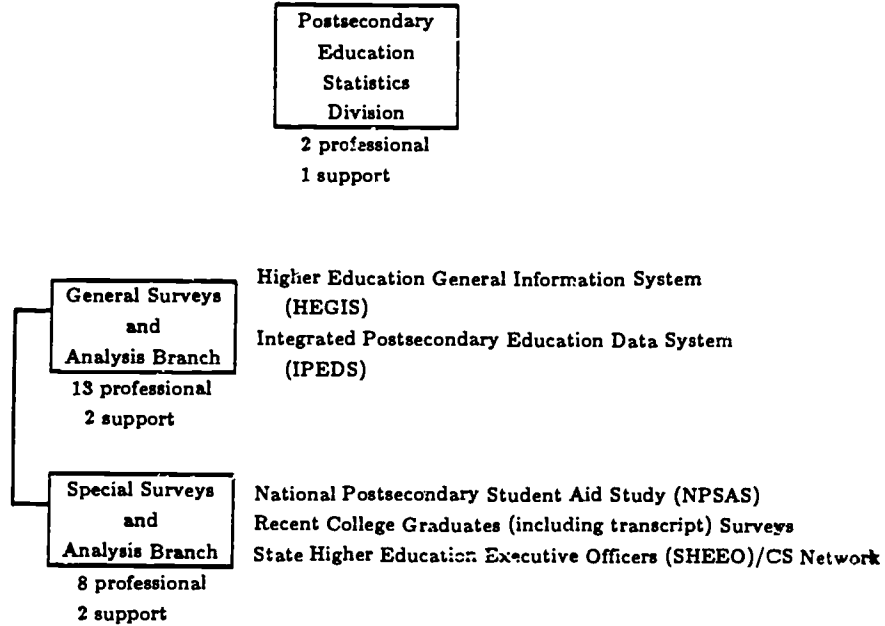 Postsecondary
Education
Statistics
Division
2 professional
1 support
General Surveys
and
Analysis Branch
13 professional
2 support
Higher Education General Information System
(HEGIS)
Integrated Postsecondary Education Data System
(IPEDS)
Special Surveys
and
Analysis Branch
8 professional
2 support
National Postsecondary Student Aid Study (NPSAS)
Recent College Graduates (including transcript) Surveys
State Higher Education Executive Officers (SHEEO)/CS Network